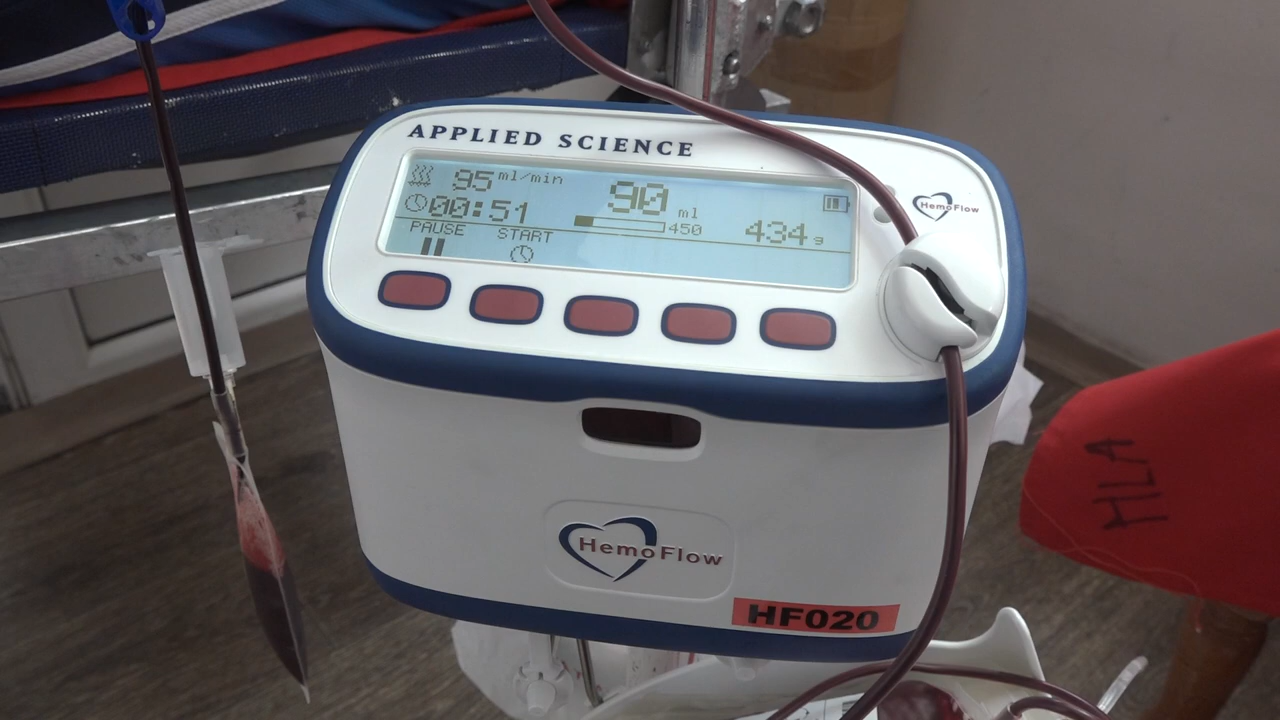 APPLIED SCIENCE
95 ml/min
90 ml
00:51
450
434 g
PAUSE
START
HemoFlow
HemoFlow
HF020
HLA